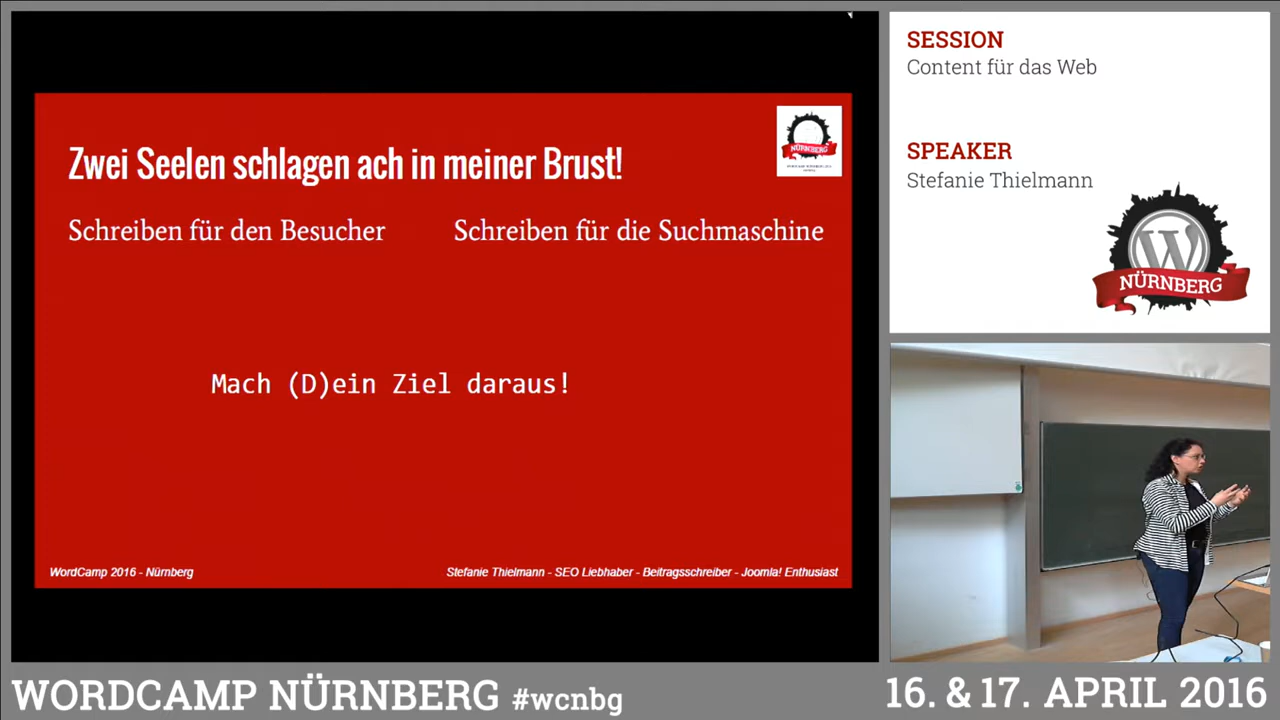 Zwei Seelen schlagen ach in meiner Brust!
Schreiben für den Besucher
Schreiben für die Suchmaschine
Mach (D)ein Ziel daraus!
WordCamp 2016 - Nürnberg
Stefanie Thielmann - SEO Liebhaber - Beitragsschreiber - Joomla! Enthusiast
NÜRNBERG
SESSION
Content für das Web
SPEAKER
Stefanie Thielmann
W
NÜRNBERG
WORDCAMP NÜRNBERG #wcnbg
16. & 17. APRIL 2016